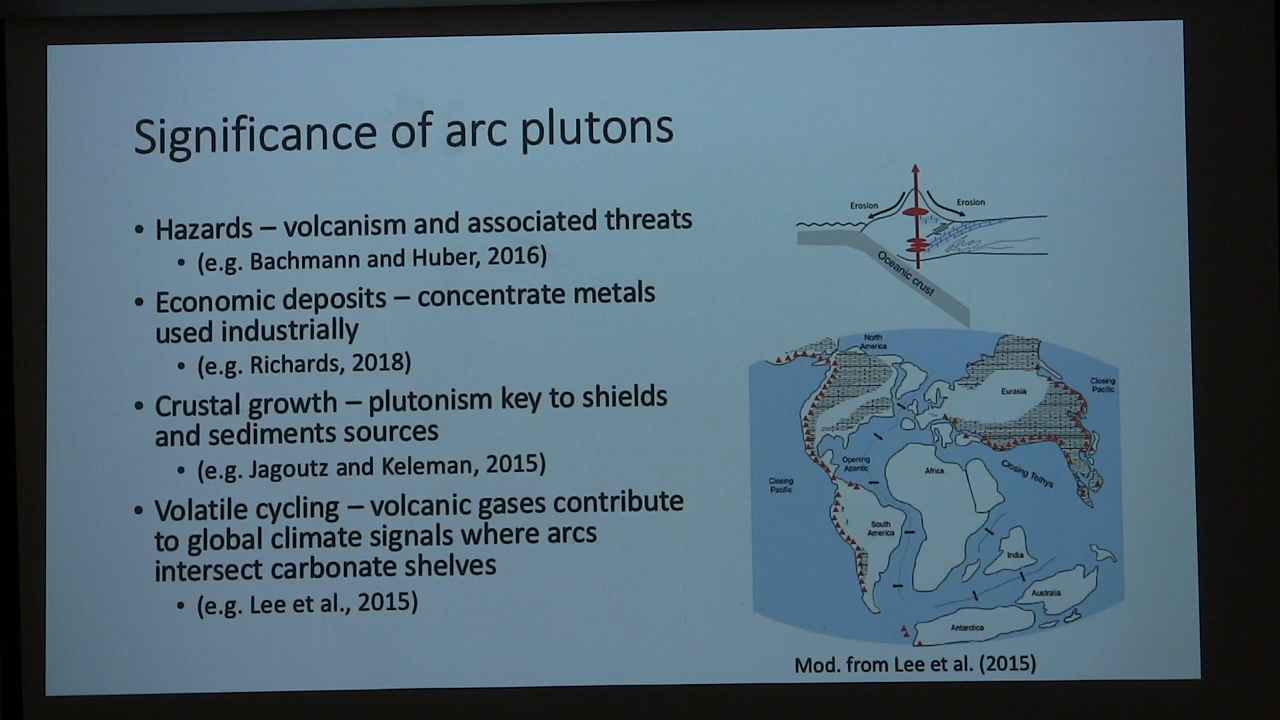 Significance of arc plutons
• Hazards – volcanism and associated threats
• (e.g. Bachmann and Huber, 2016)
• Economic deposits – concentrate metals
used industrially
• (e.g. Richards, 2018)
• Crustal growth – plutonism key to shields
and sediments sources
• (e.g. Jagoutz and Keleman, 2015)
• Volatile cycling – volcanic gases contribute
to global climate signals where arcs
intersect carbonate shelves
• (e.g. Lee et al., 2015)
Erosion
Erosion
Oceanic crust
North
America
Eurasia
Closing
Pacific
Opening
Atlantic
Africa
Closing Tethys
Closing
Pacific
South
America
India
Australia
Antarctica
Mod. from Lee et al. (2015)